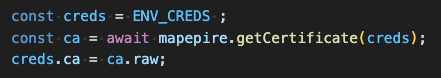 const creds = ENV_CREDS ;
const ca = await mapepire.getCertificate(creds);
creds.ca = ca.raw;